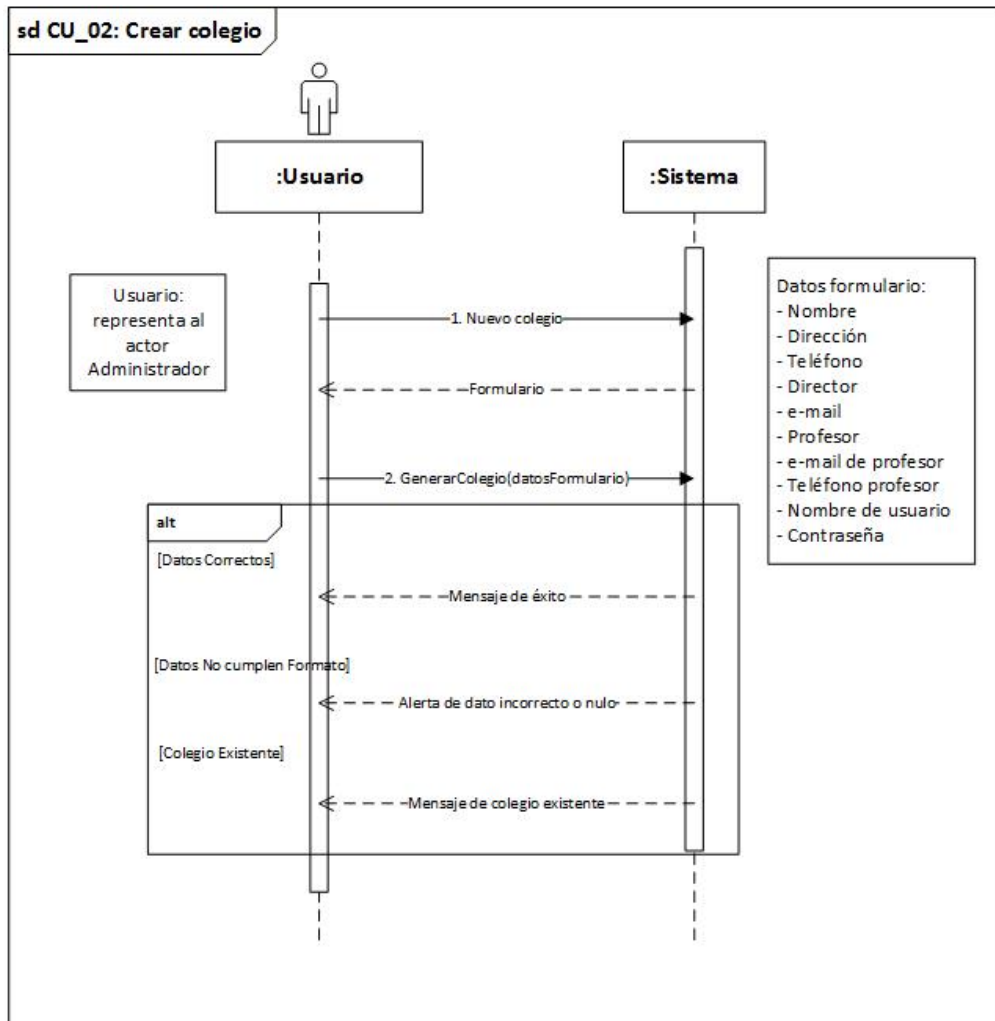 sd CU_02: Crear colegio
:Usuario
:Sistema
Usuario:
representa al
actor
Administrador
Datos formulario:
- Nombre
- Dirección
- Teléfono
- Director
- e-mail
- Profesor
- e-mail de profesor
- Teléfono profesor
- Nombre de usuario
- Contraseña
1. Nuevo colegio
Formulario
2. GenerarColegio(datosFormulario)
alt
[Datos Correctos]
Mensaje de éxito
[Datos No cumplen Formato]
Alerta de dato incorrecto o nulo
[Colegio Existente]
Mensaje de colegio existente